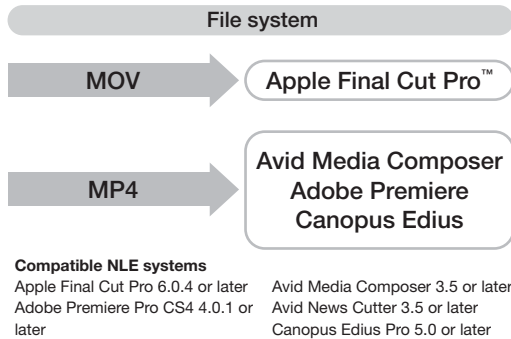 File system
MOV
Apple Final Cut Pro™
MP4
Avid Media Composer
Adobe Premiere
Canopus Edius
Compatible NLE systems
Apple Final Cut Pro 6.0.4 or later
Adobe Premiere Pro CS4 4.0.1 or
later
Avid Media Composer 3.5 or later
Avid News Cutter 3.5 or later
Canopus Edius Pro 5.0 or later